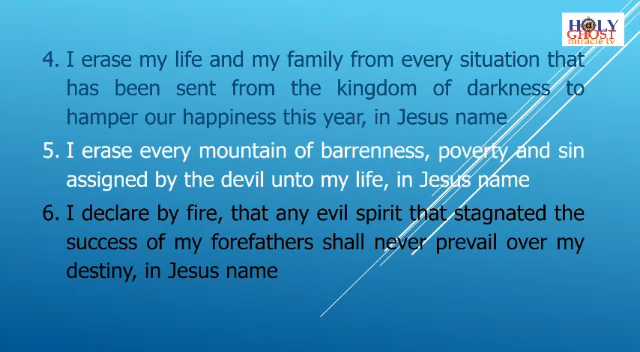 HOLY
GHOST
miracle tv
4. I erase my life and my family from every situation that
has been sent from the kingdom of darkness to
hamper our happiness this year, in Jesus name
5. I erase every mountain of barrenness, poverty and sin
assigned by the devil unto my life, in Jesus name
6. I declare by fire, that any evil spirit that stagnated the
success of my forefathers shall never prevail over my
destiny, in Jesus name